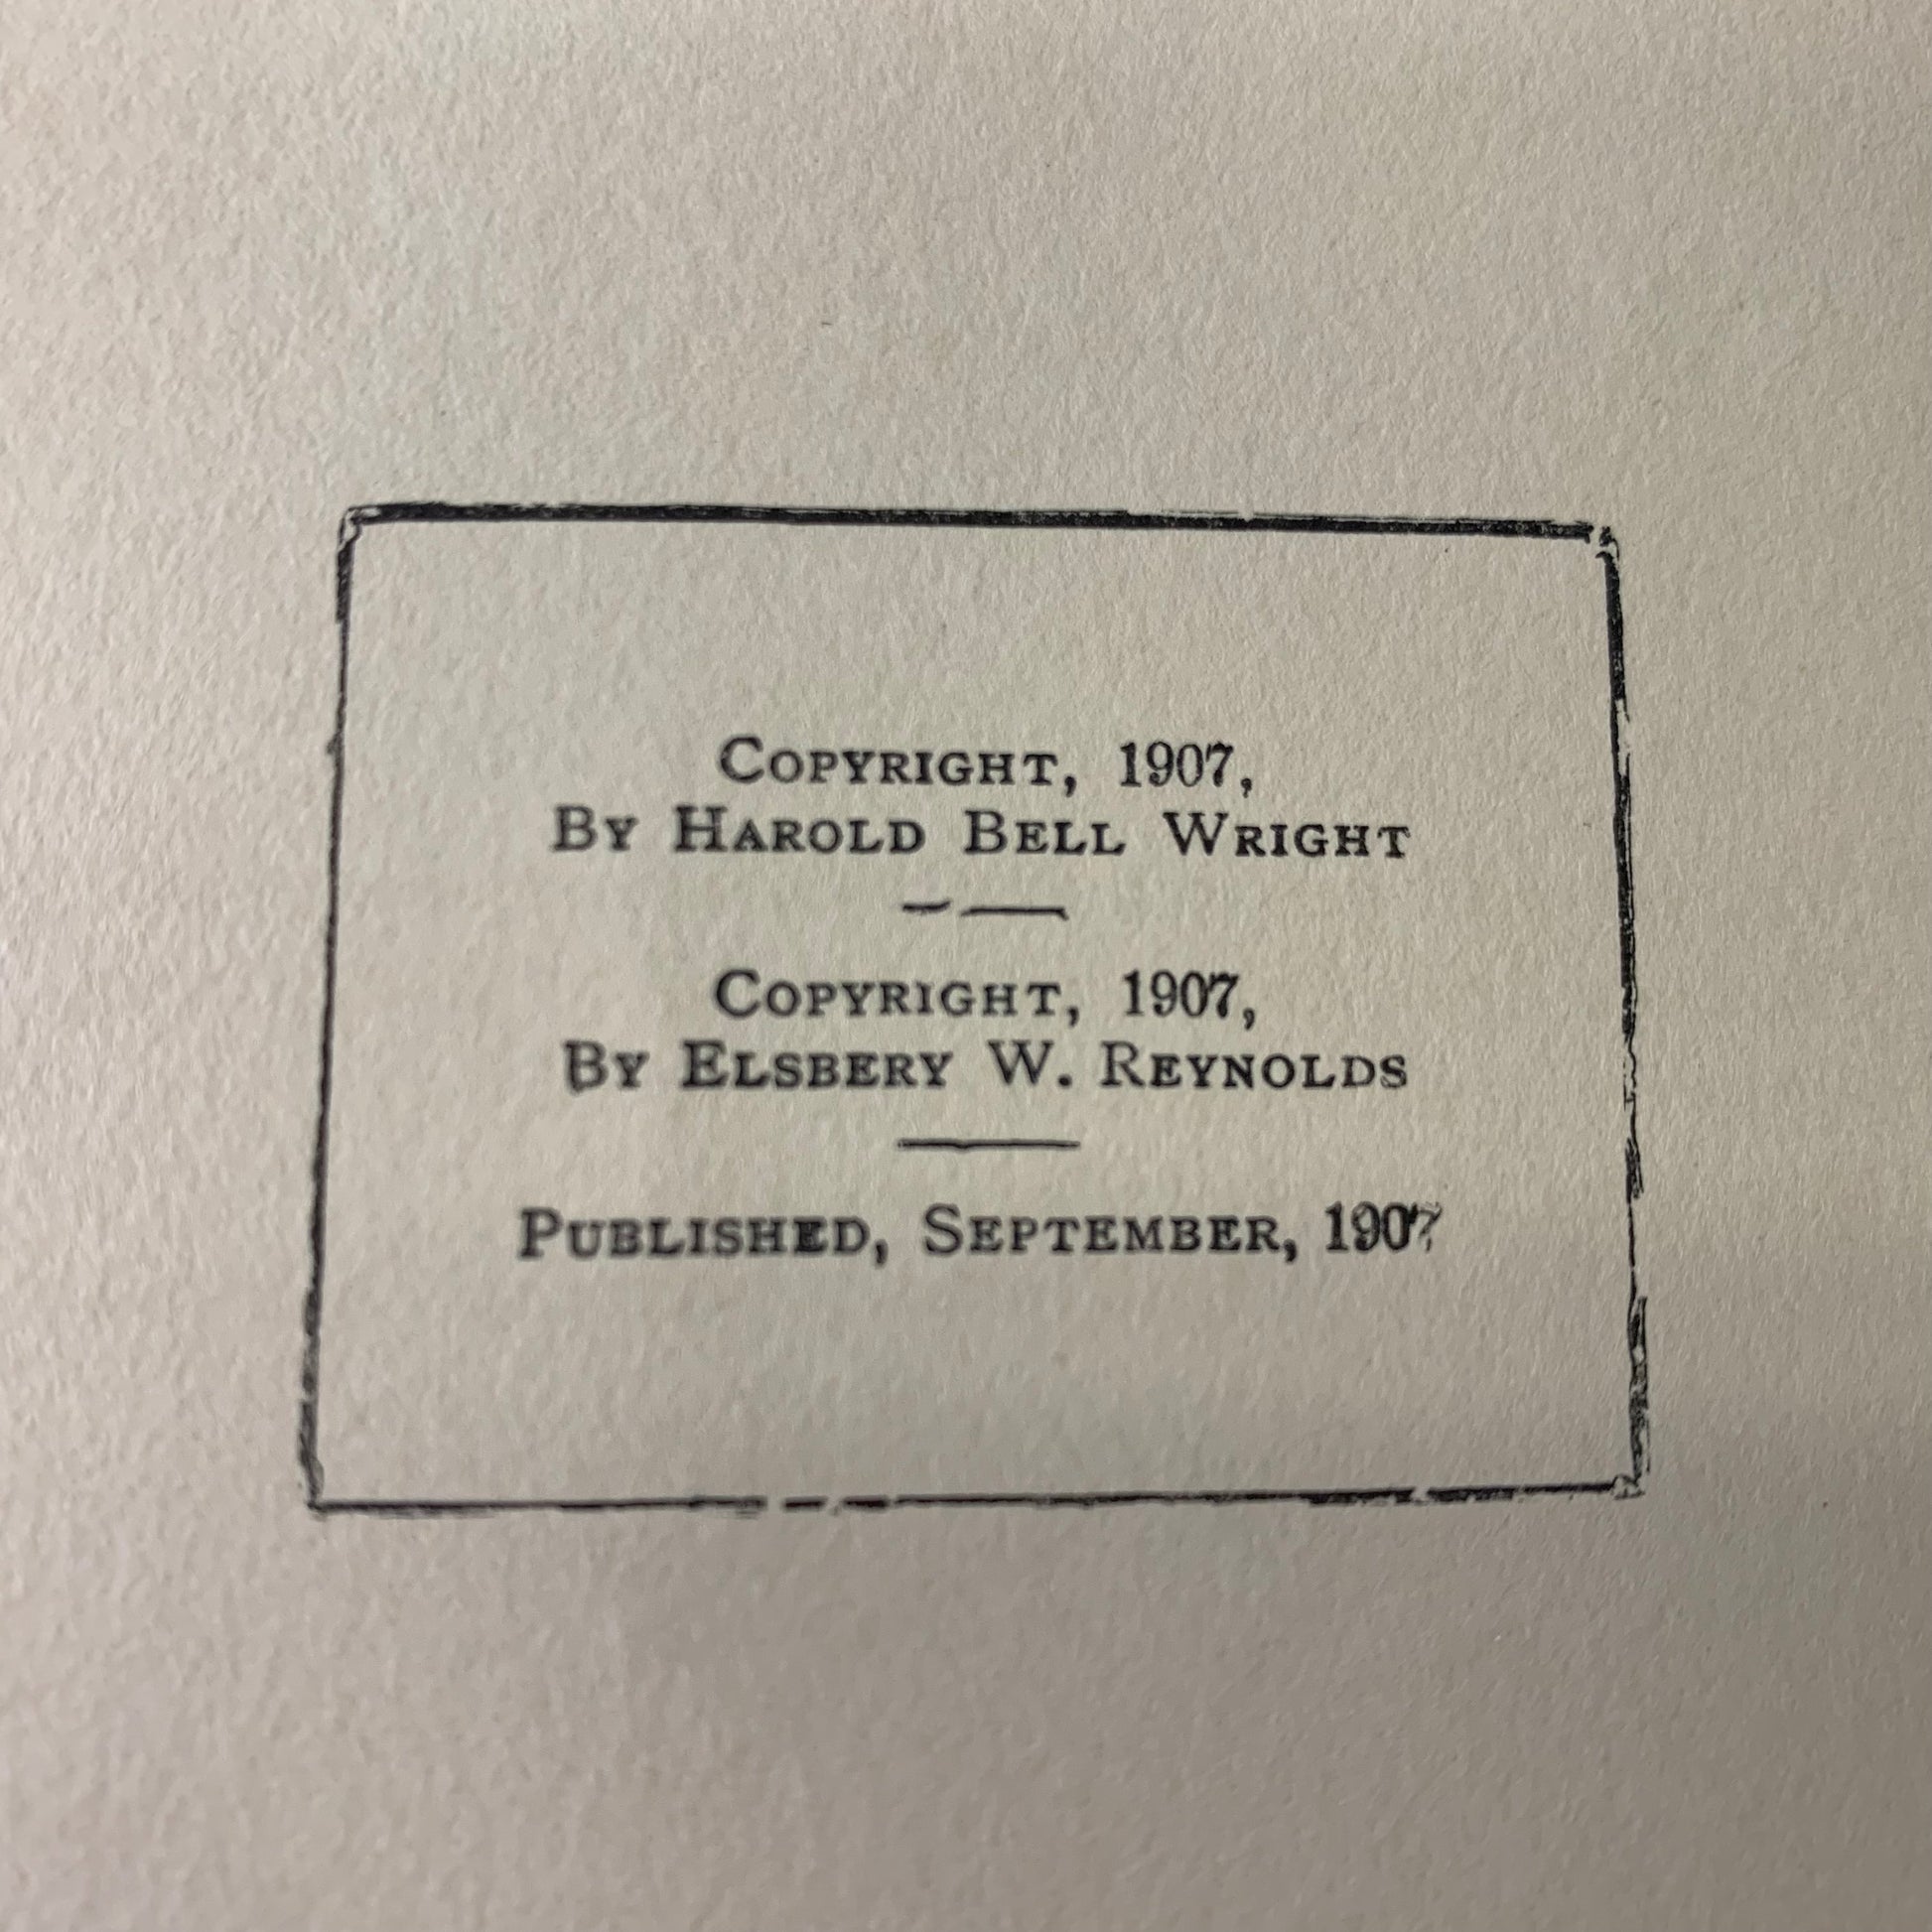 COPYRIGHT, 1907,
BY HAROLD BELL WRIGHT
COPYRIGHT, 1907,
BY ELSBERY W. REYNOLDS
PUBLISHED, SEPTEMBER, 1907